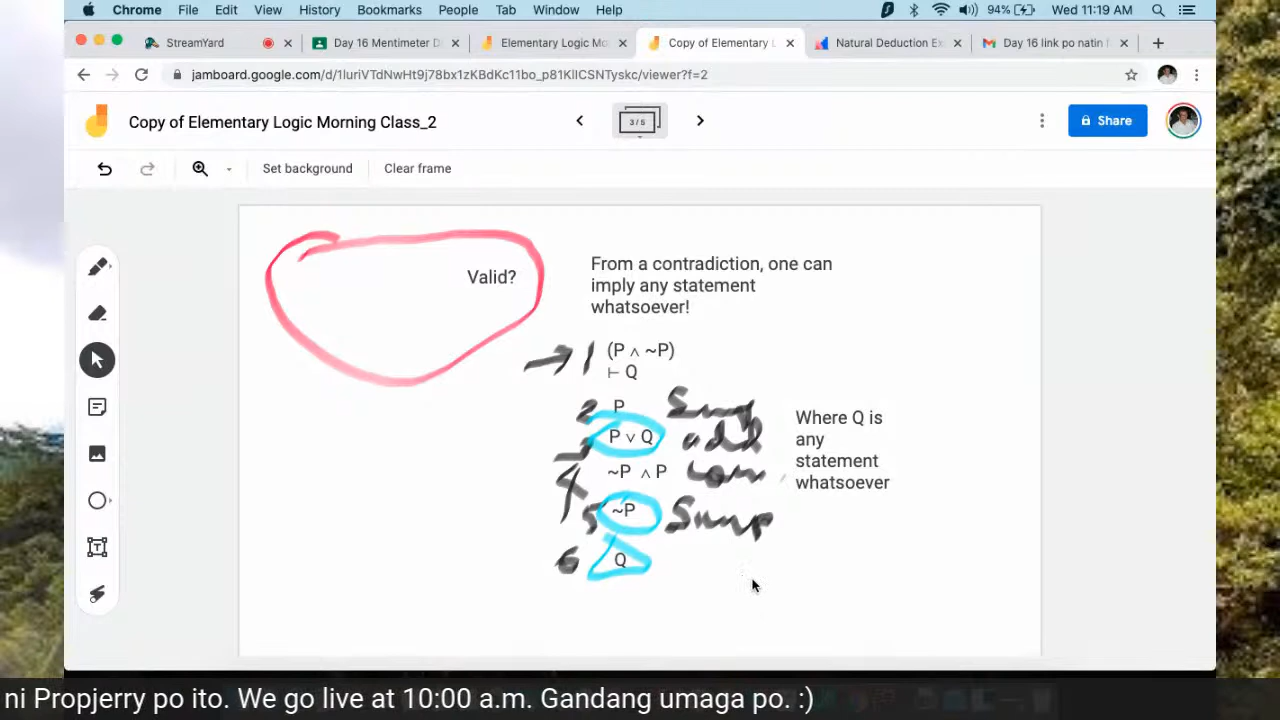 Chrome File Edit View History Bookmarks People Tab Window Help 94% Wed 11:19 AM
StreamYard Day 16 Mentimeter D Elementary Logic Mo Copy of Elementary L Natural Deduction Ex Day 16 link po natin f
jamboard.google.com/d/1luriVTdNwHt9j78bx1zKBdKc11bo_p81KlICSNTyskc/viewer?f=2
Copy of Elementary Logic Morning Class_2 3 / 5 Share
Set background Clear frame
Valid?
From a contradiction, one can
imply any statement
whatsoever!
1 (P ∧ ~P)
⊢ Q
2 P Simp
3 P ∨ Q add
4 ~P ∧ P com
5 ~P Simp
6 Q
Where Q is
any
statement
whatsoever
ni Propjerry po ito. We go live at 10:00 a.m. Gandang umaga po. :)